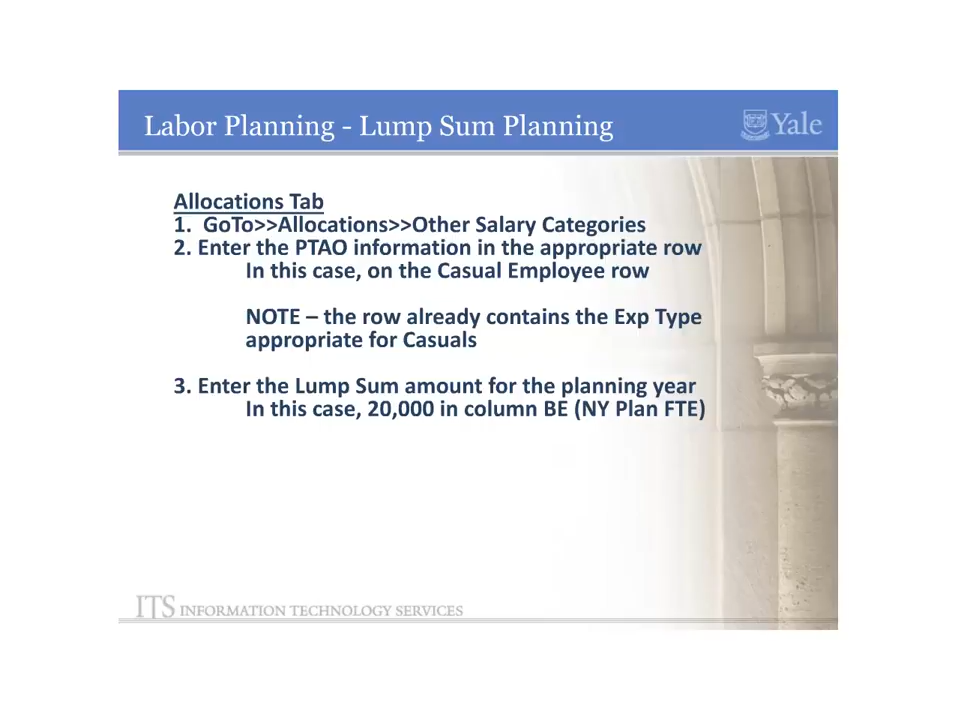 Labor Planning - Lump Sum Planning
Yale
Allocations Tab
1. GoTo>>Allocations>>Other Salary Categories
2. Enter the PTAO information in the appropriate row
In this case, on the Casual Employee row
NOTE – the row already contains the Exp Type
appropriate for Casuals
3. Enter the Lump Sum amount for the planning year
In this case, 20,000 in column BE (NY Plan FTE)
ITS INFORMATION TECHNOLOGY SERVICES